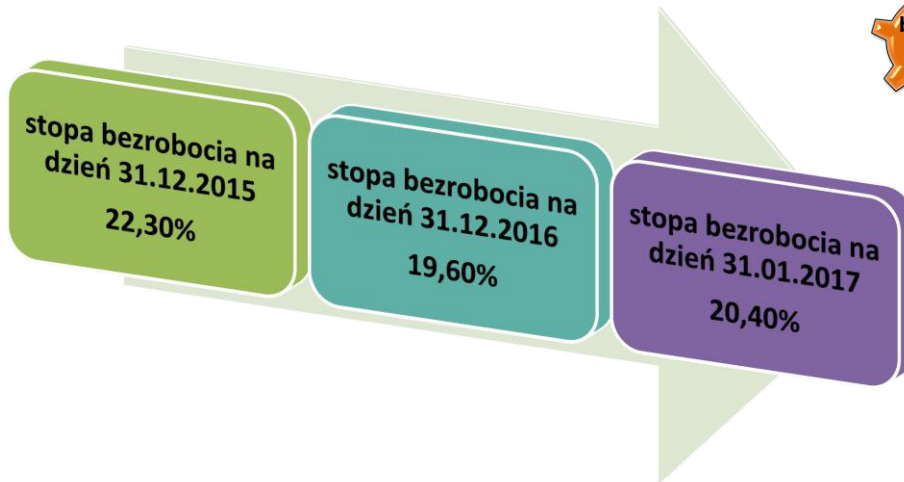 stopa bezrobocia na
dzień 31.12.2015
22,30%
stopa bezrobocia na
dzień 31.12.2016
19,60%
stopa bezrobocia na
dzień 31.01.2017
20,40%